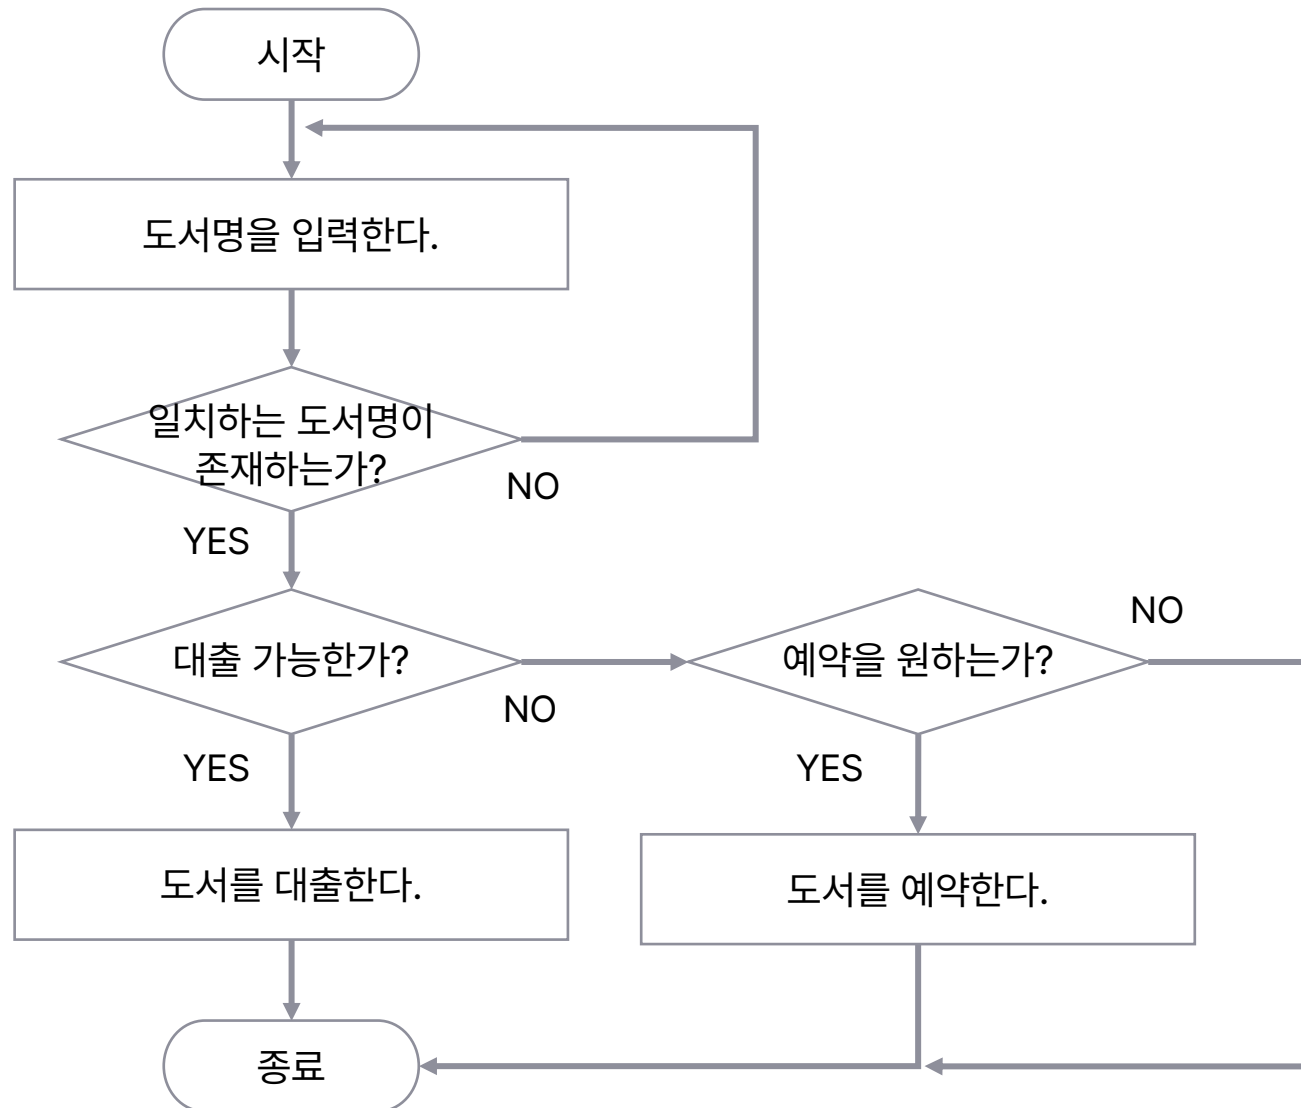 시작
도서명을 입력한다.
일치하는 도서명이
존재하는가?
NO
YES
대출 가능한가?
NO
YES
예약을 원하는가?
NO
YES
도서를 대출한다.
도서를 예약한다.
종료